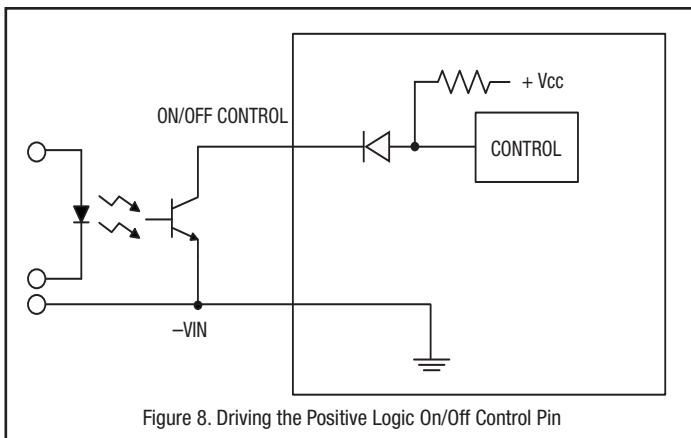 + Vcc
ON/OFF CONTROL
CONTROL
–VIN
Figure 8. Driving the Positive Logic On/Off Control Pin